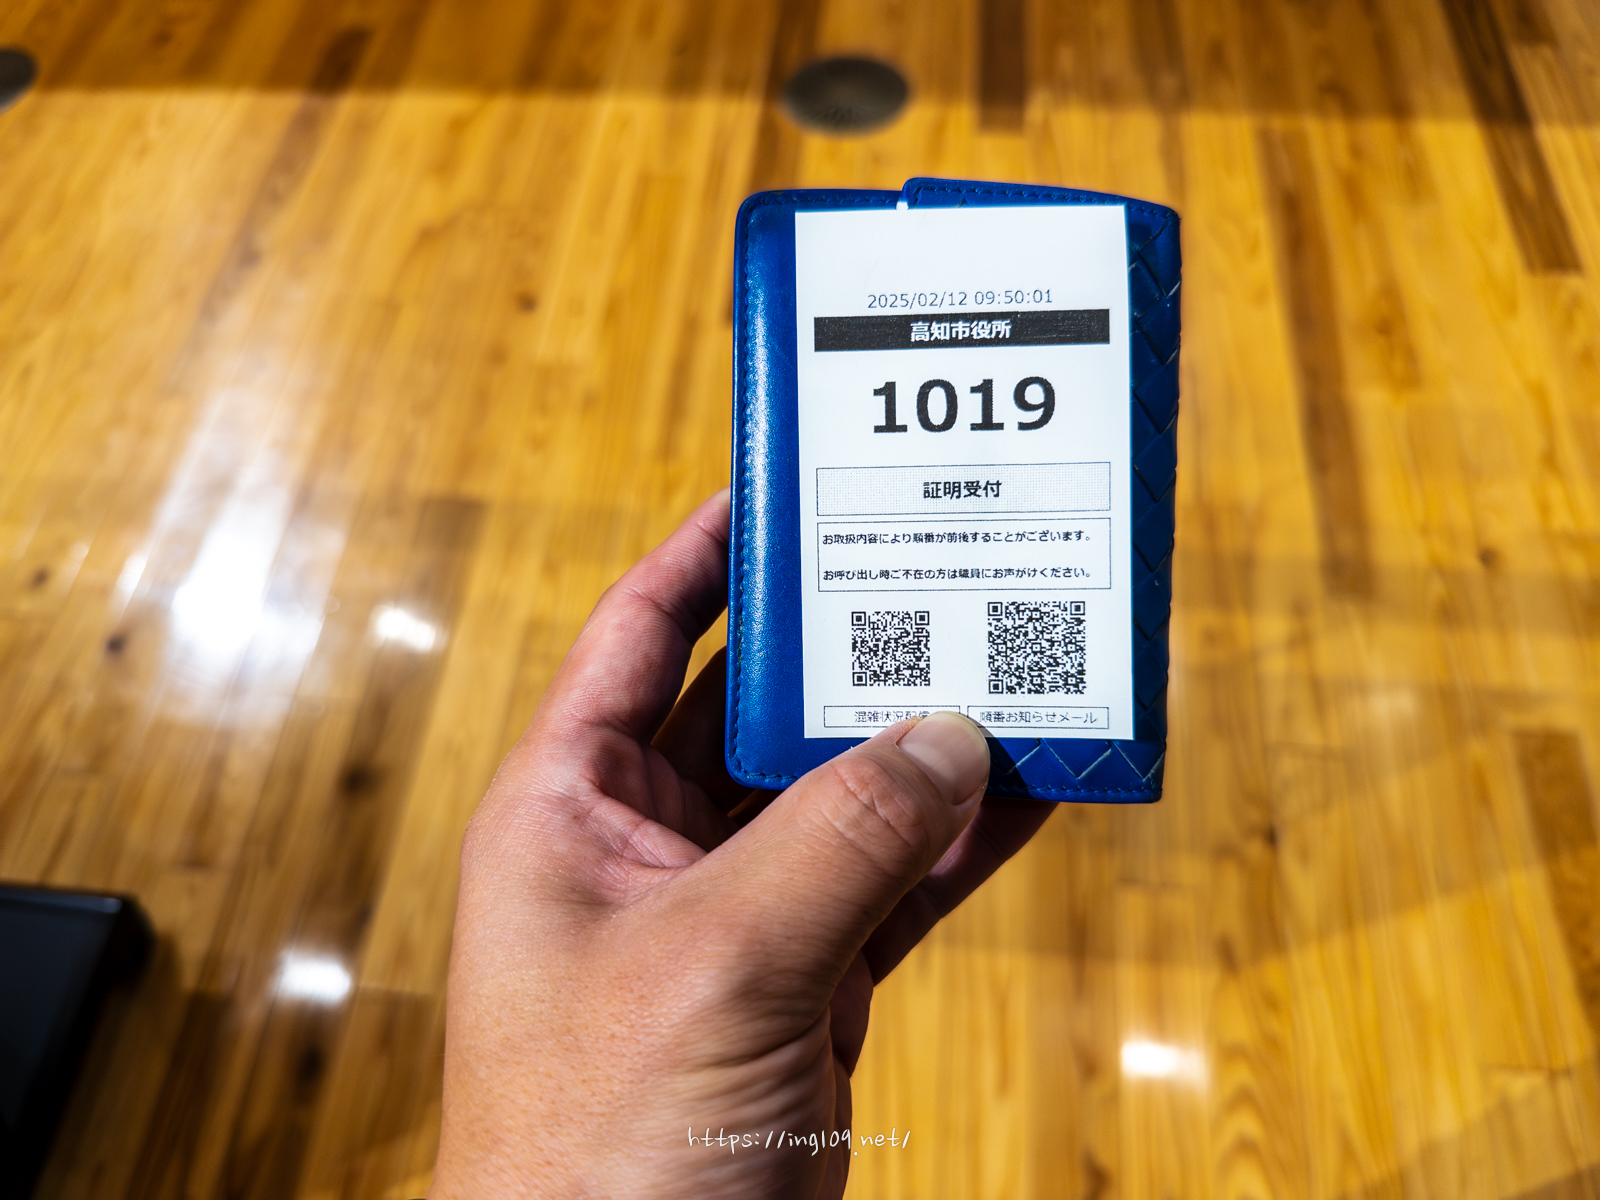 2025/02/12 09:50:01
高知市役所
1019
証明受付
お取扱内容により順番が前後することがございます。
お呼び出し時ご不在の方は職員にお声がけください。
混雑状況配信
順番お知らせメール
https://ing109.net/